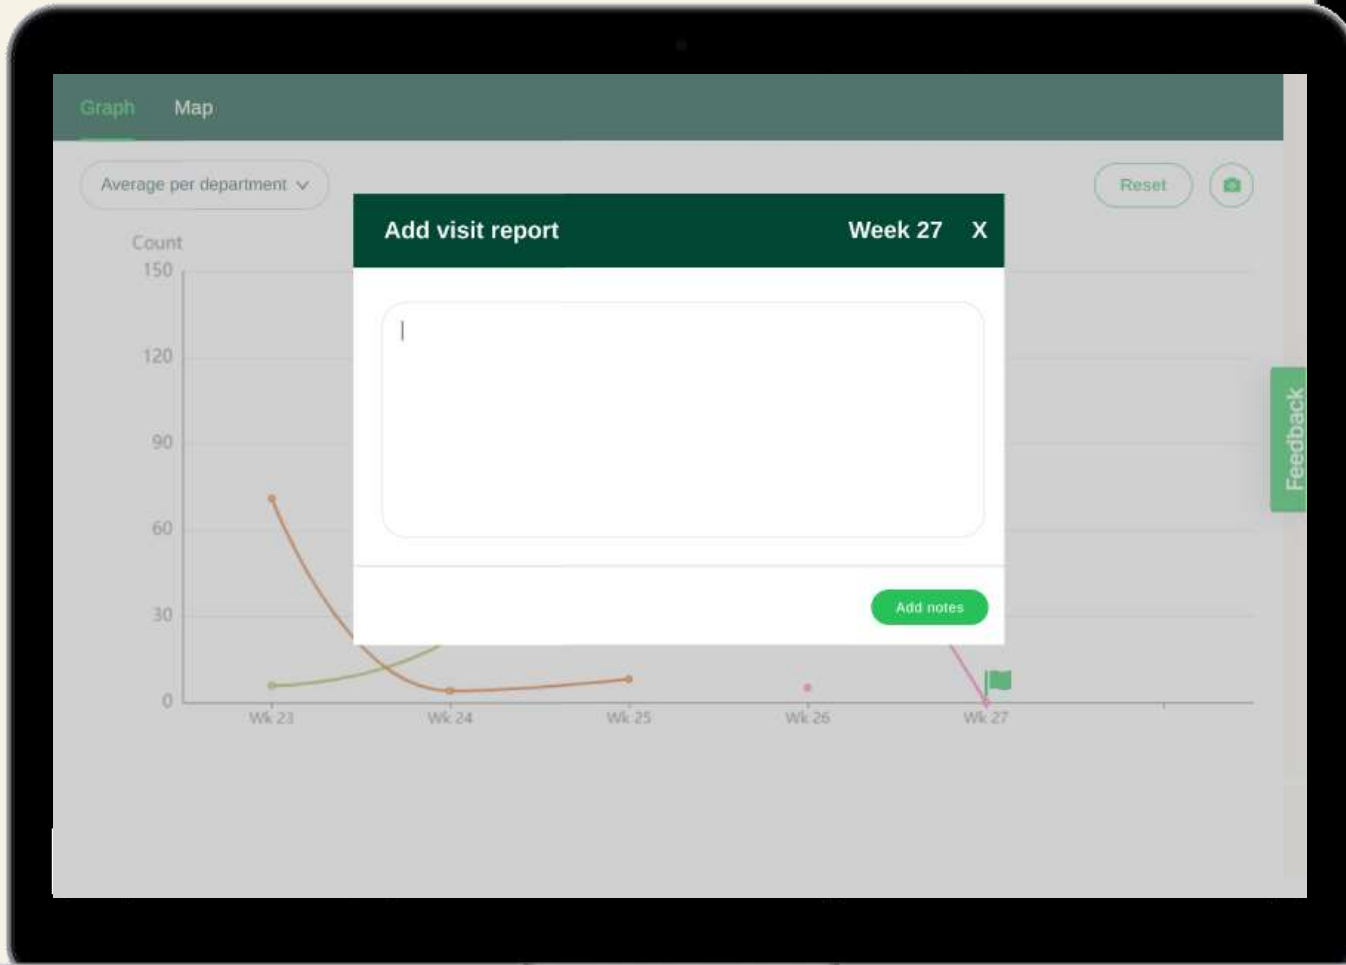 Graph Map
Average per department
Reset
Add visit report Week 27 X
Count
150
120
90
60
30
0
Add notes
Wk 23 Wk 24 Wk 25 Wk 26 Wk 27
Feedback